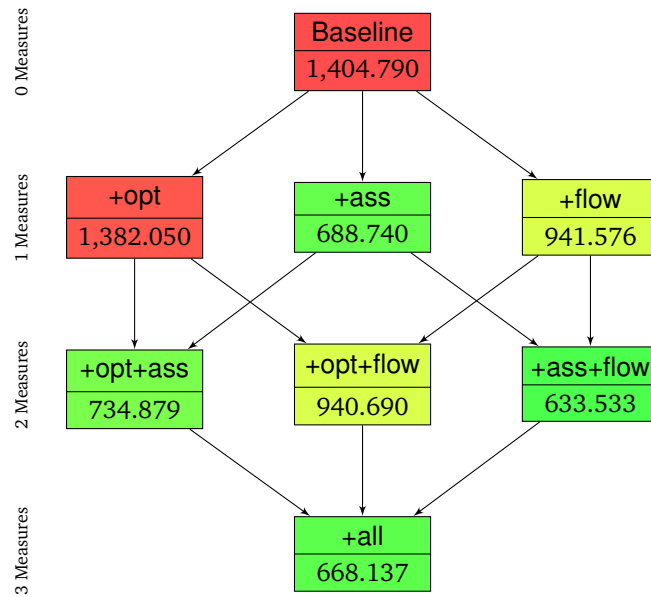 0 Measures
Baseline
1,404.790
1 Measures
+opt
1,382.050
+ass
688.740
+flow
941.576
2 Measures
+opt+ass
734.879
+opt+flow
940.690
+ass+flow
633.533
3 Measures
+all
668.137